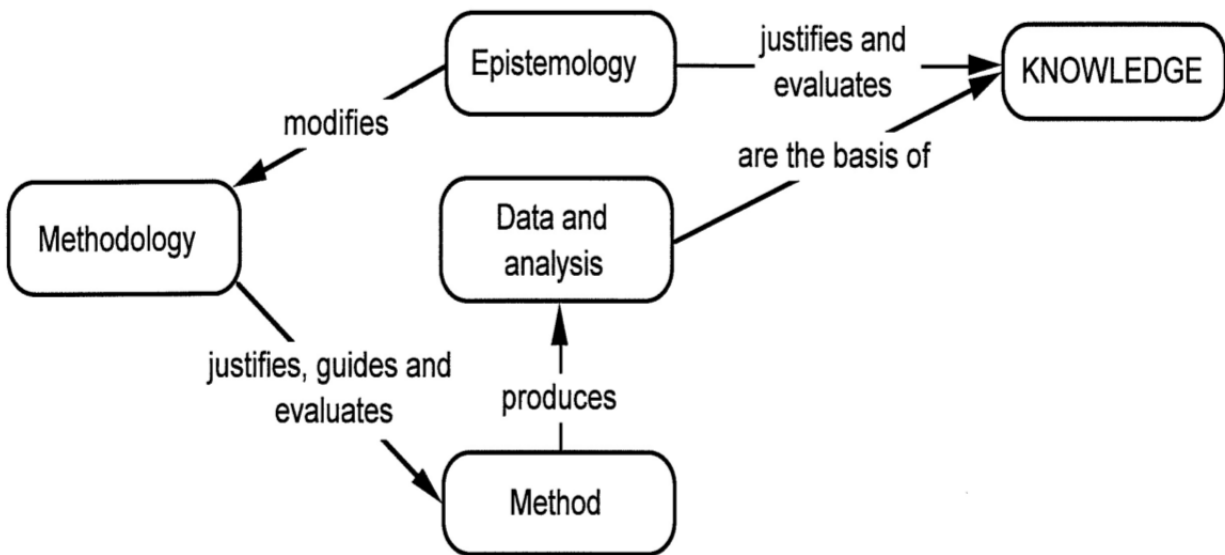 Epistemology
justifies and
evaluates
KNOWLEDGE
modifies
are the basis of
Methodology
Data and
analysis
justifies, guides and
evaluates
produces
Method